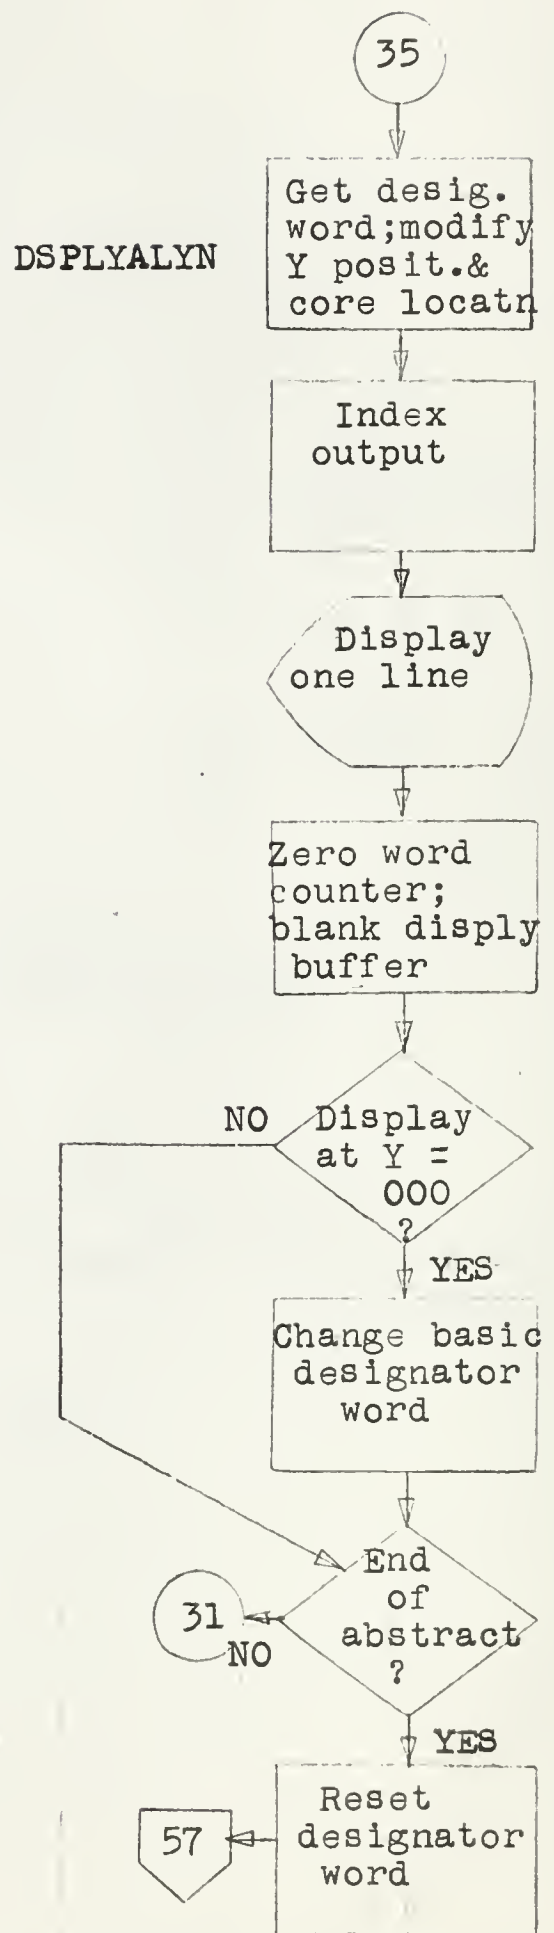 35
Get desig.
word;modify
DSPLYALYN
Y posit.&
core locatn
Index
output
Display
one line
Zero word
counter;
blank disply
buffer
NO
Display
at Y =
000
?
YES
Change basic
designator
word
End
of
abstract
?
31
NO
YES
Reset
designator
word
57